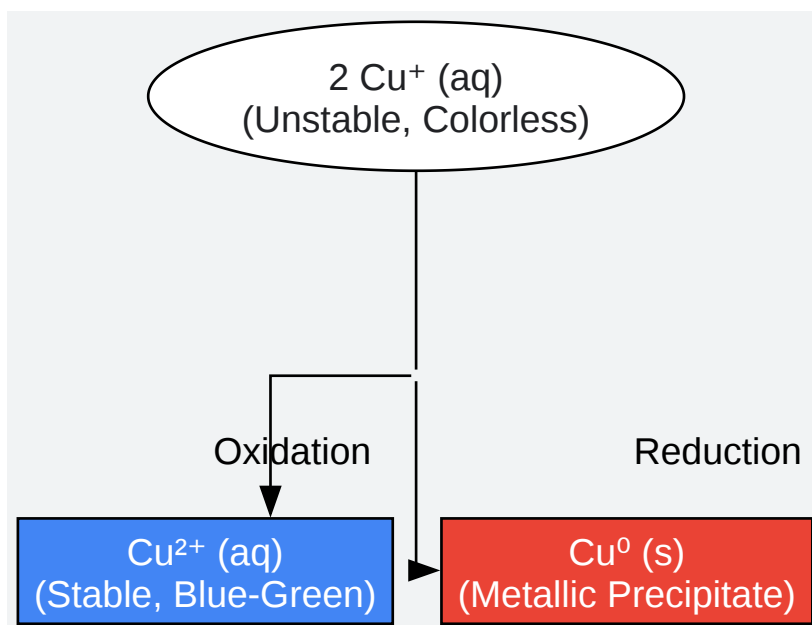 2 Cu⁺ (aq)
(Unstable, Colorless)
Oxidation
Reduction
Cu²⁺ (aq)
(Stable, Blue-Green)
Cu⁰ (s)
(Metallic Precipitate)